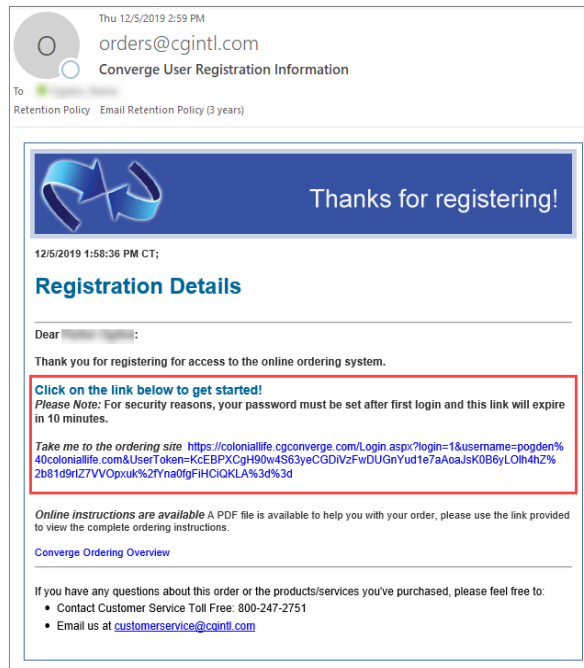 Thu 12/5/2019 2:59 PM
O
orders@cgintl.com
Converge User Registration Information
To
Retention Policy Email Retention Policy (3 years)
Thanks for registering!
12/5/2019 1:58:36 PM CT;
Registration Details
Dear :
Thank you for registering for access to the online ordering system.
Click on the link below to get started!
Please Note: For security reasons, your password must be set after first login and this link will expire
in 10 minutes.
Take me to the ordering site https://coloniallife.cgconverge.com/Login.aspx?login=1&username=pogden%
40coloniallife.com&UserToken=KcEBPXCgH90w4S63yeCGDiVzFwDUGnYud1e7aAoaJsK0B6yLOlh4hZ%
2b81d9rIZ7VVOpxuk%2fYna0fgFiHCiQKLA%3d%3d
Online instructions are available A PDF file is available to help you with your order, please use the link provided
to view the complete ordering instructions.
Converge Ordering Overview
If you have any questions about this order or the products/services you've purchased, please feel free to:
• Contact Customer Service Toll Free: 800-247-2751
• Email us at customerservice@cgintl.com